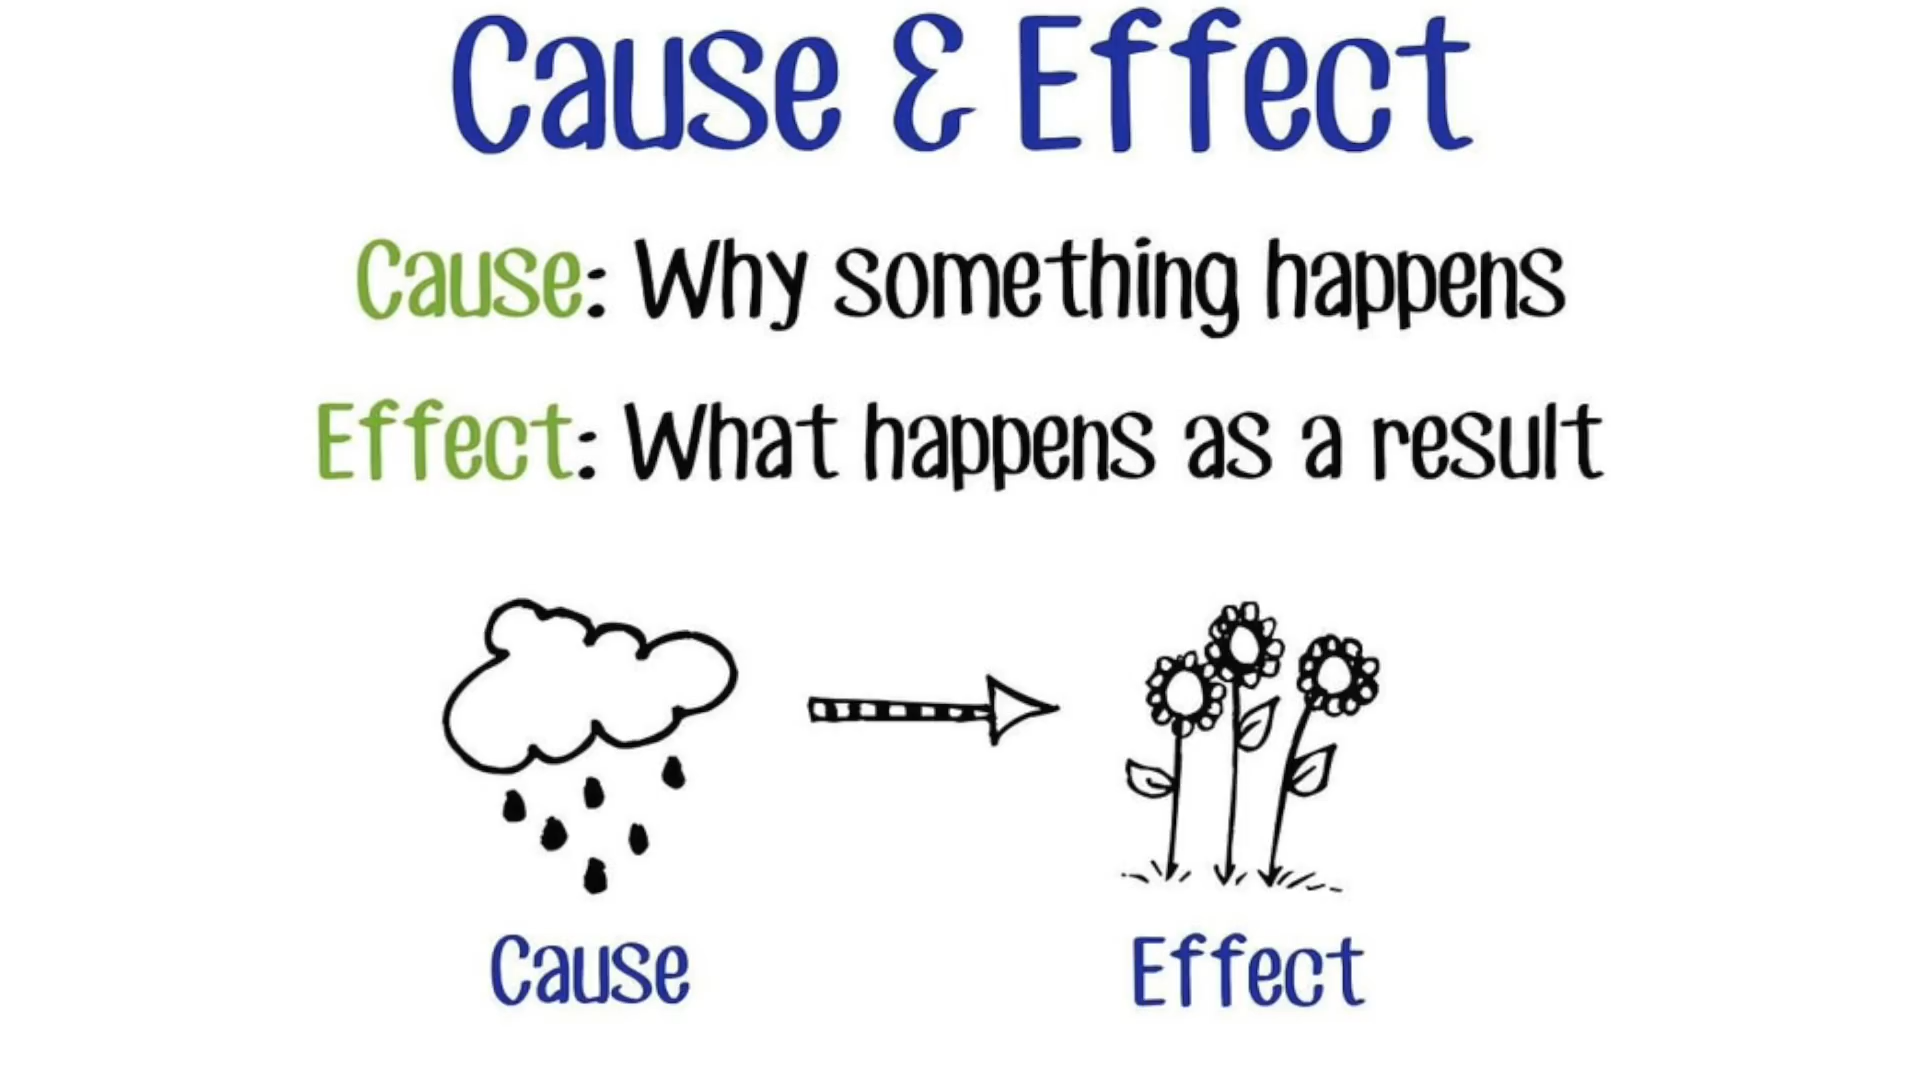 Cause & Effect
Cause: Why something happens
Effect: What happens as a result
Cause
Effect